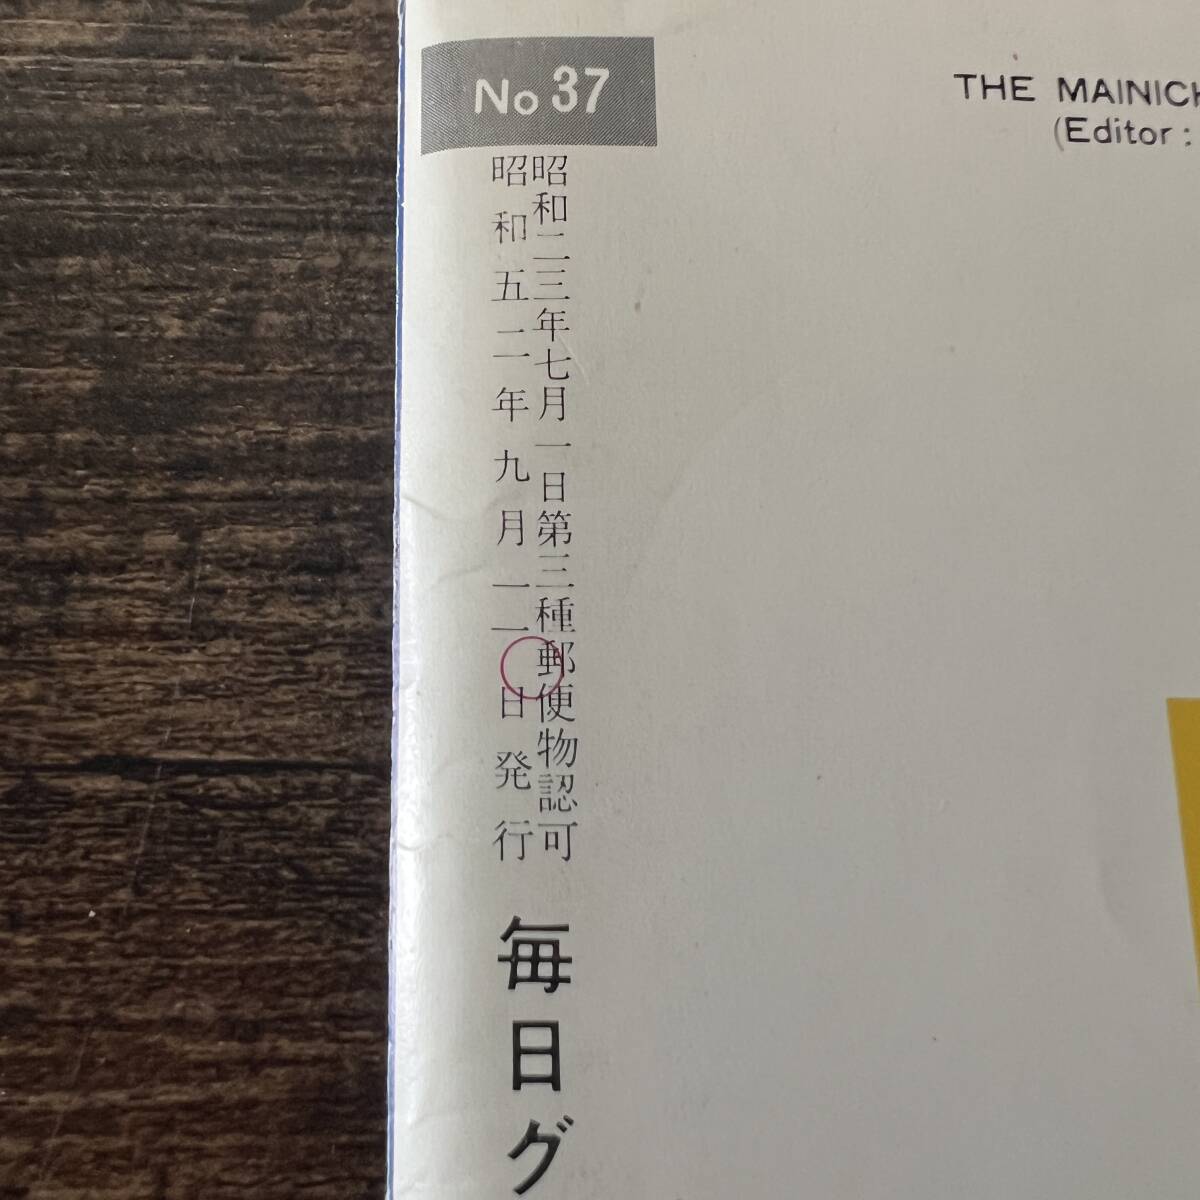 No 37
THE MAINICH
(Editor :
昭和二三年七月一日第三種郵便物認可
昭和五二年九月一一日発行
毎日グ